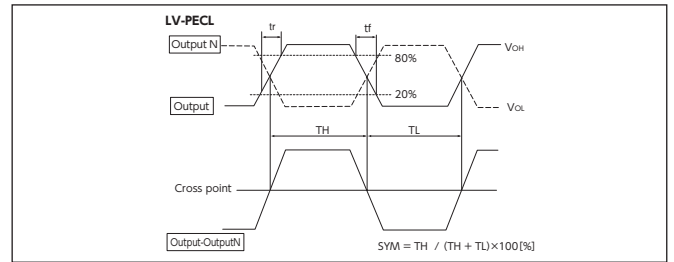 LV-PECL
tr
tf
Output N
VOH
80%
20%
Output
VOL
TH
TL
Cross point
Output-OutputN
SYM = TH / (TH + TL)×100[%]